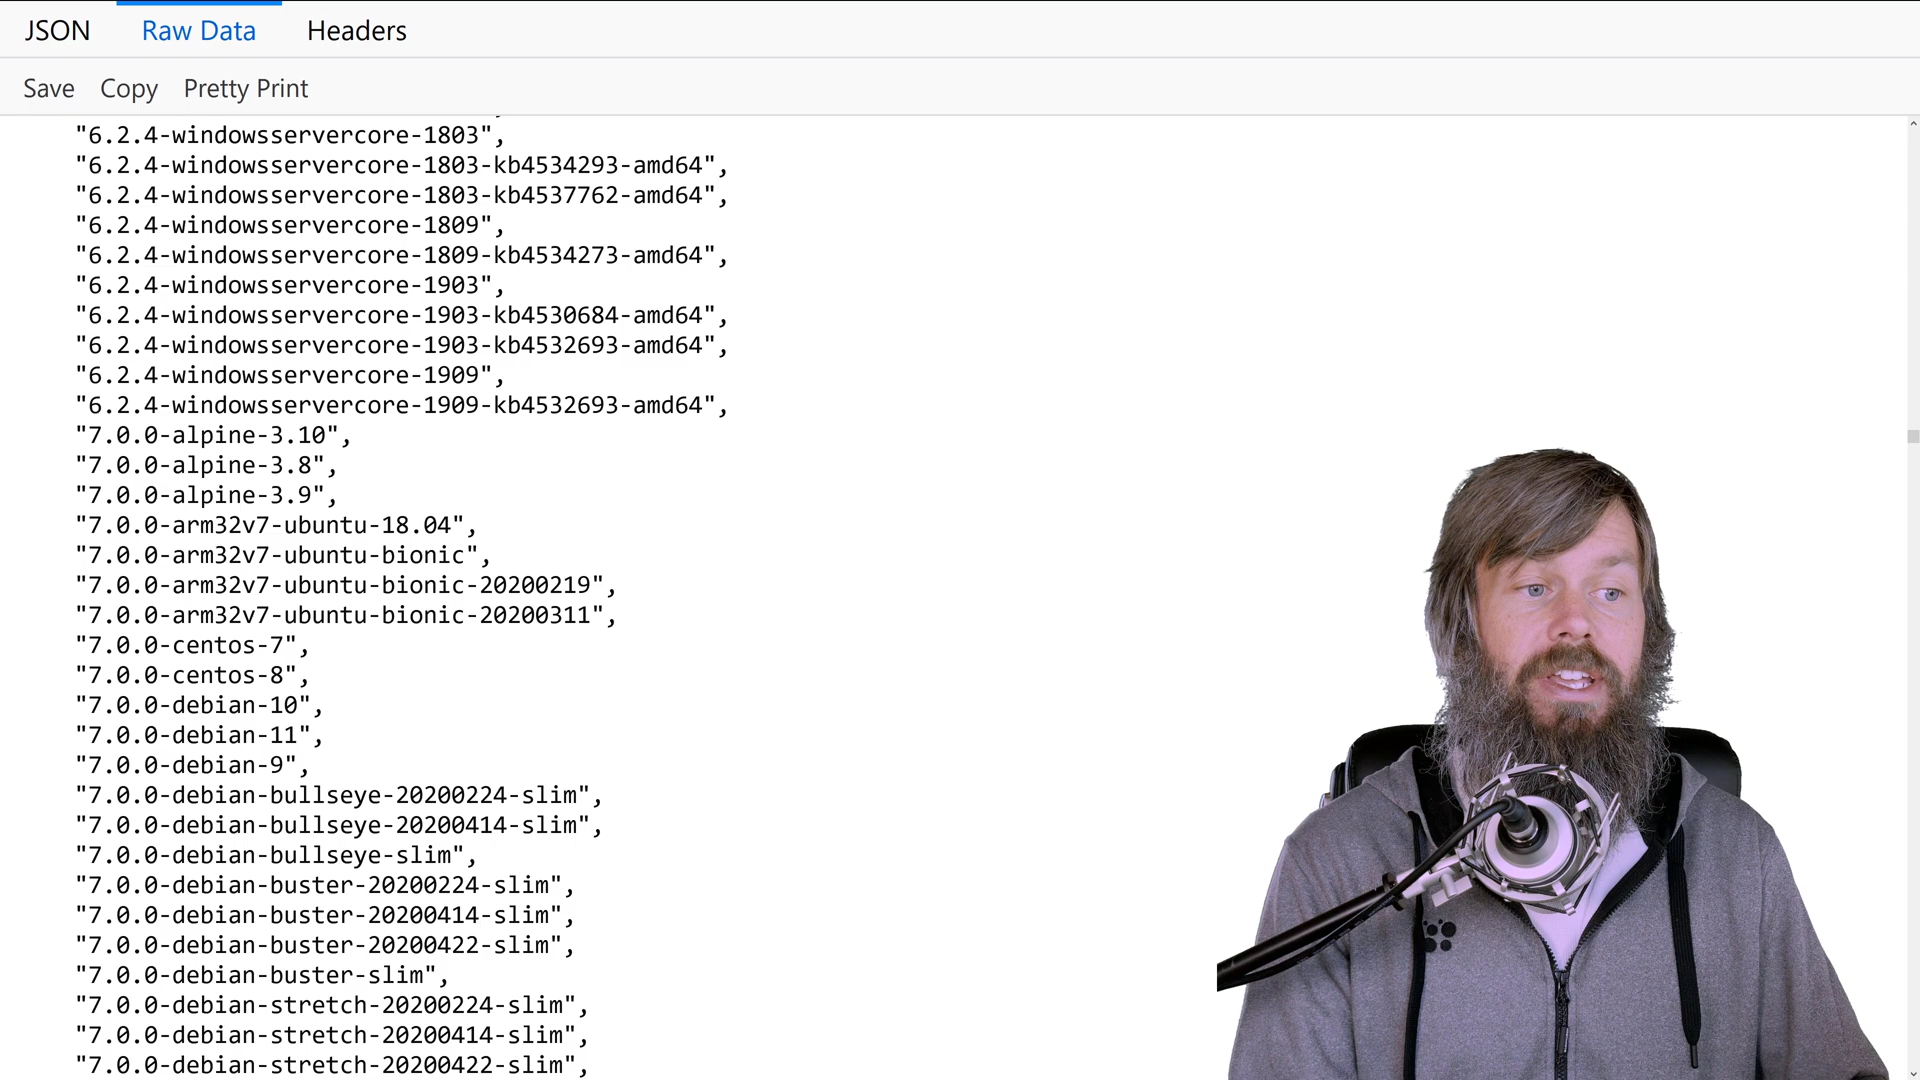 JSON Raw Data Headers
Save Copy Pretty Print
"6.2.4-windowsservercore-1803",
"6.2.4-windowsservercore-1803-kb4534293-amd64",
"6.2.4-windowsservercore-1803-kb4537762-amd64",
"6.2.4-windowsservercore-1809",
"6.2.4-windowsservercore-1809-kb4534273-amd64",
"6.2.4-windowsservercore-1903",
"6.2.4-windowsservercore-1903-kb4530684-amd64",
"6.2.4-windowsservercore-1903-kb4532693-amd64",
"6.2.4-windowsservercore-1909",
"6.2.4-windowsservercore-1909-kb4532693-amd64",
"7.0.0-alpine-3.10",
"7.0.0-alpine-3.8",
"7.0.0-alpine-3.9",
"7.0.0-arm32v7-ubuntu-18.04",
"7.0.0-arm32v7-ubuntu-bionic",
"7.0.0-arm32v7-ubuntu-bionic-20200219",
"7.0.0-arm32v7-ubuntu-bionic-20200311",
"7.0.0-centos-7",
"7.0.0-centos-8",
"7.0.0-debian-10",
"7.0.0-debian-11",
"7.0.0-debian-9",
"7.0.0-debian-bullseye-20200224-slim",
"7.0.0-debian-bullseye-20200414-slim",
"7.0.0-debian-bullseye-slim",
"7.0.0-debian-buster-20200224-slim",
"7.0.0-debian-buster-20200414-slim",
"7.0.0-debian-buster-20200422-slim",
"7.0.0-debian-buster-slim",
"7.0.0-debian-stretch-20200224-slim",
"7.0.0-debian-stretch-20200414-slim",
"7.0.0-debian-stretch-20200422-slim",